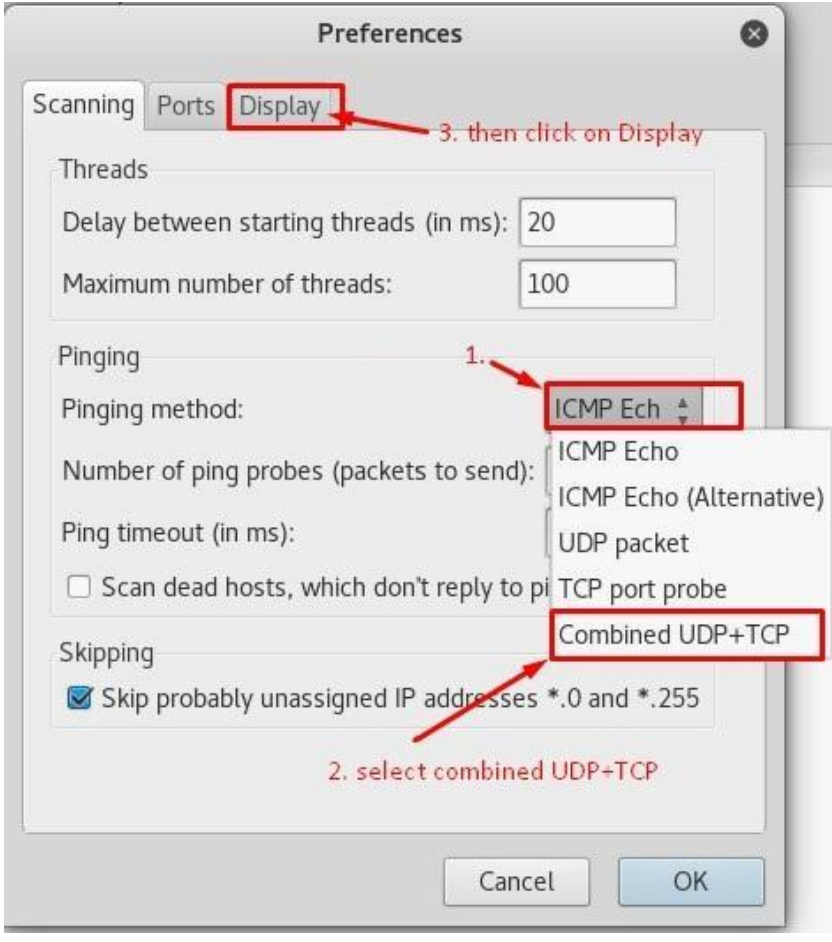 Preferences
Scanning Ports Display
3. then click on Display
Threads
Delay between starting threads (in ms): 20
Maximum number of threads: 100
Pinging
1.
Pinging method: ICMP Ech
ICMP Echo
Number of ping probes (packets to send):
ICMP Echo (Alternative)
Ping timeout (in ms):
UDP packet
Scan dead hosts, which don't reply to pi
TCP port probe
Combined UDP+TCP
Skipping
Skip probably unassigned IP addresses *.0 and *.255
2. select combined UDP+TCP
Cancel OK